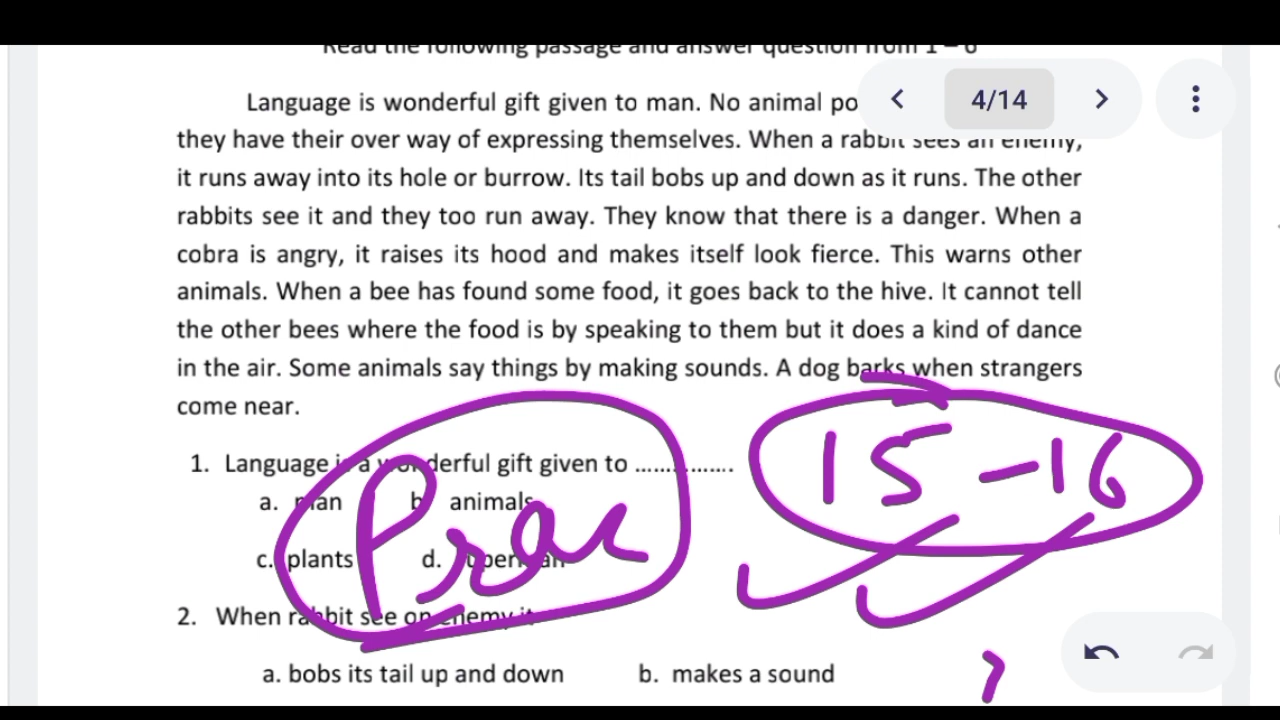 Read the following passage and answer question from 1 – 6
Language is wonderful gift given to man. No animal po
4/14
they have their over way of expressing themselves. When a rabbit sees an enemy,
it runs away into its hole or burrow. Its tail bobs up and down as it runs. The other
rabbits see it and they too run away. They know that there is a danger. When a
cobra is angry, it raises its hood and makes itself look fierce. This warns other
animals. When a bee has found some food, it goes back to the hive. It cannot tell
the other bees where the food is by speaking to them but it does a kind of dance
in the air. Some animals say things by making sounds. A dog barks when strangers
come near.
1. Language is a wonderful gift given to ...............
15 – 16
a. man b. animals
Prac
c. plants d.
2. When rabbit see on enemy it
a. bobs its tail up and down b. makes a sound